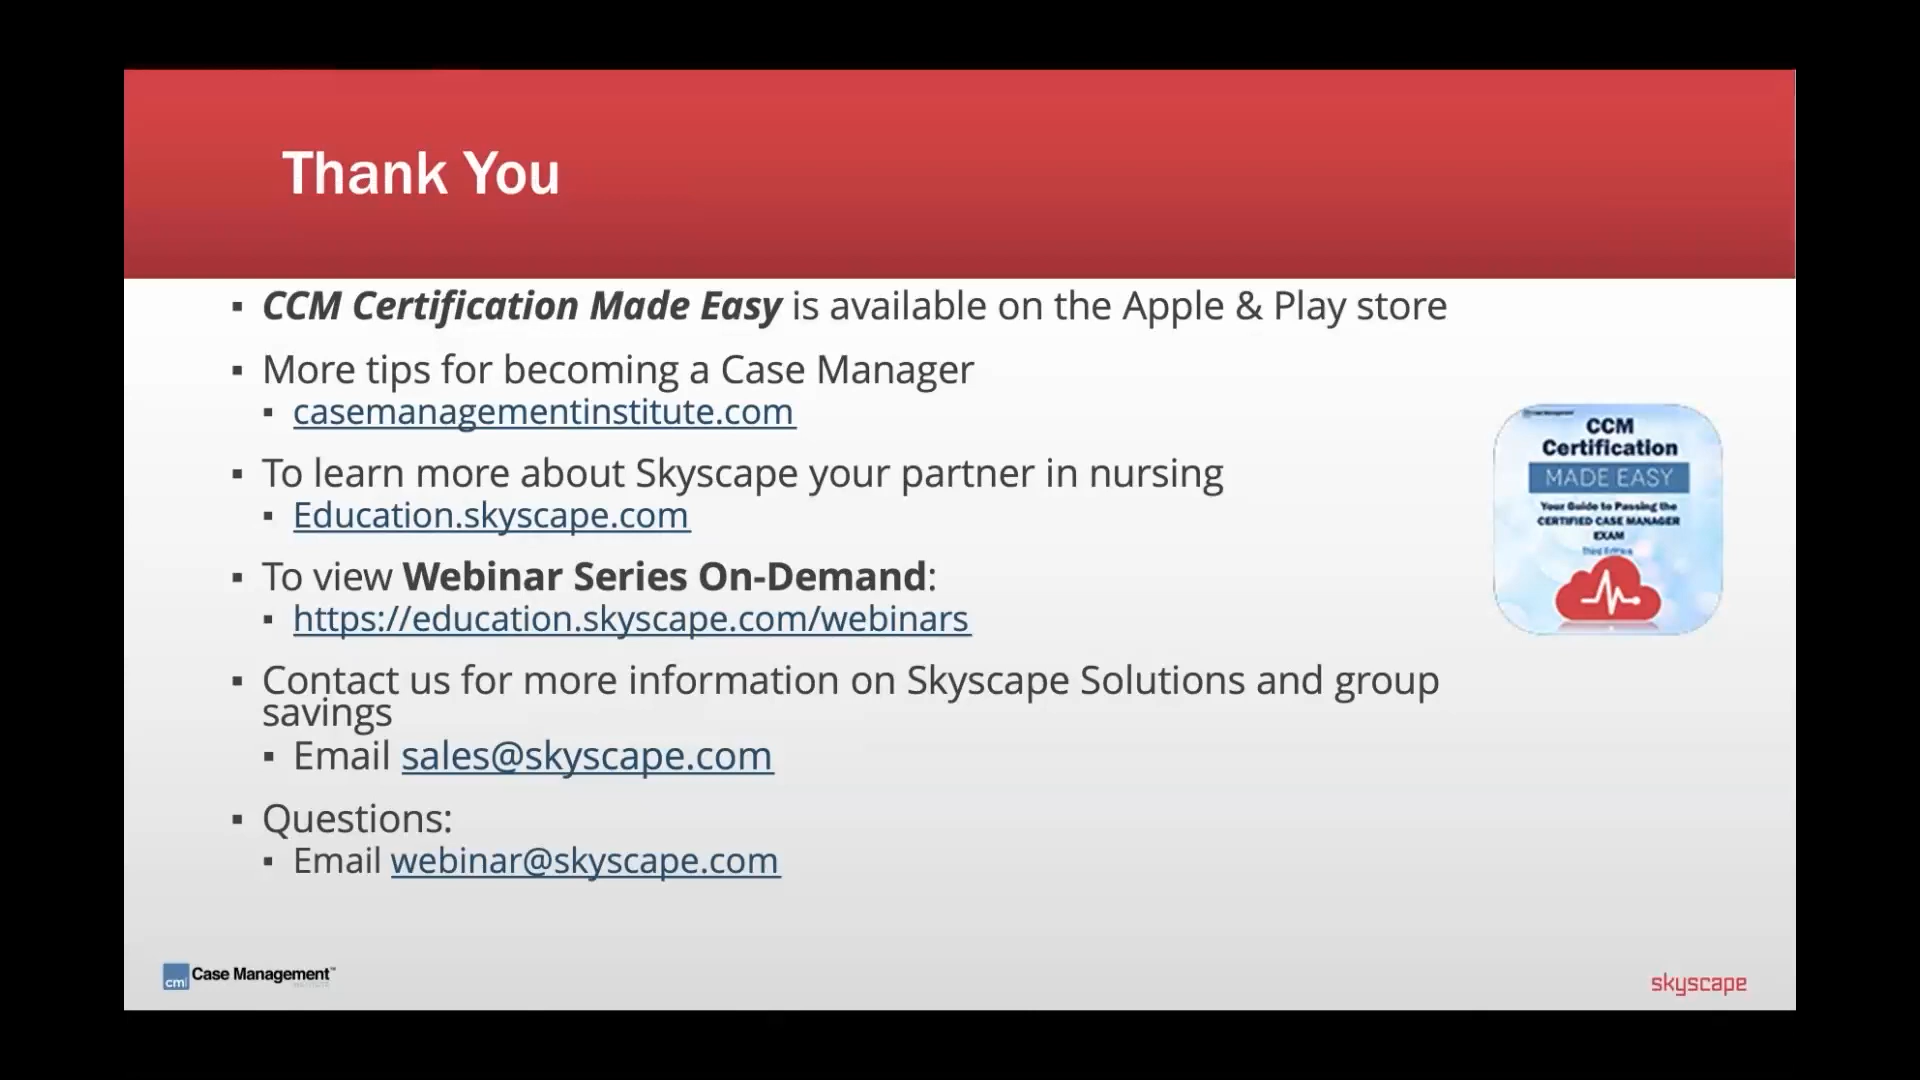 Thank You
▪ CCM Certification Made Easy is available on the Apple & Play store
▪ More tips for becoming a Case Manager
▪ casemanagementinstitute.com
▪ To learn more about Skyscape your partner in nursing
▪ Education.skyscape.com
▪ To view Webinar Series On-Demand:
▪ https://education.skyscape.com/webinars
▪ Contact us for more information on Skyscape Solutions and group
savings
▪ Email sales@skyscape.com
▪ Questions:
▪ Email webinar@skyscape.com
CCM
Certification
MADE EASY
Your Guide to Passing the
CERTIFIED CASE MANAGER
EXAM
Third Edition
cmi Case Management™
INSTITUTE
skyscape